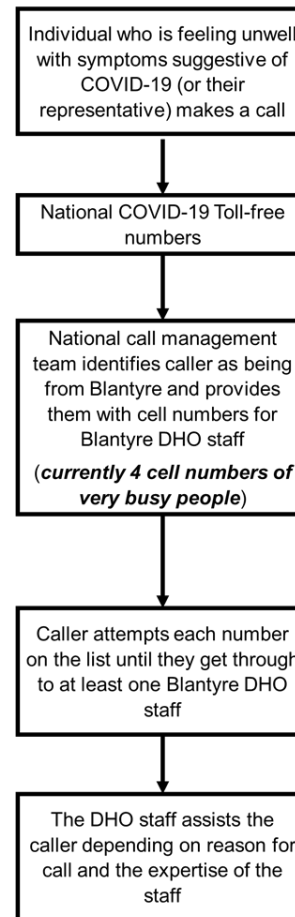 Individual who is feeling unwell
with symptoms suggestive of
COVID-19 (or their
representative) makes a call
National COVID-19 Toll-free
numbers
National call management
team identifies caller as being
from Blantyre and provides
them with cell numbers for
Blantyre DHO staff
(currently 4 cell numbers of
very busy people)
Caller attempts each number
on the list until they get through
to at least one Blantyre DHO
staff
The DHO staff assists the
caller depending on reason for
call and the expertise of the
staff